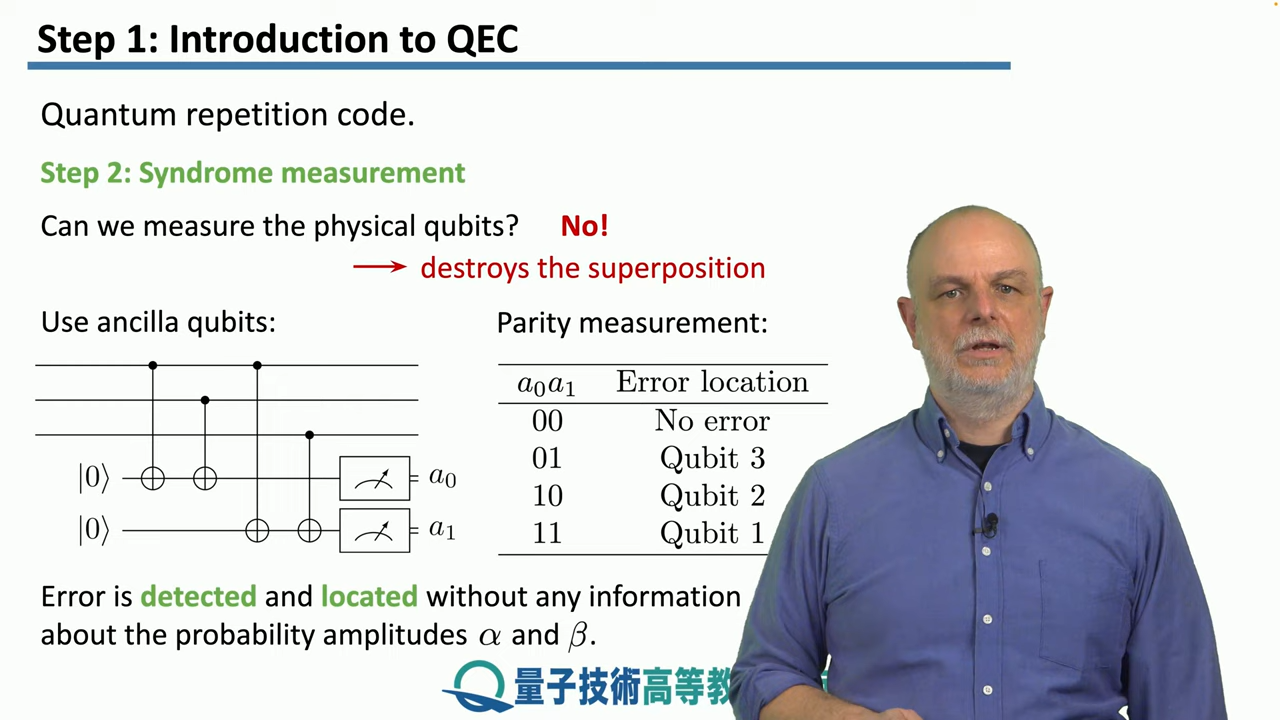 Step 1: Introduction to QEC
Quantum repetition code.
Step 2: Syndrome measurement
Can we measure the physical qubits? No!
→ destroys the superposition
Use ancilla qubits:
|0⟩ a₀
|0⟩ a₁
Parity measurement:
a₀a₁ Error location
00 No error
01 Qubit 3
10 Qubit 2
11 Qubit 1
Error is detected and located without any information
about the probability amplitudes α and β.
量子技術高等教